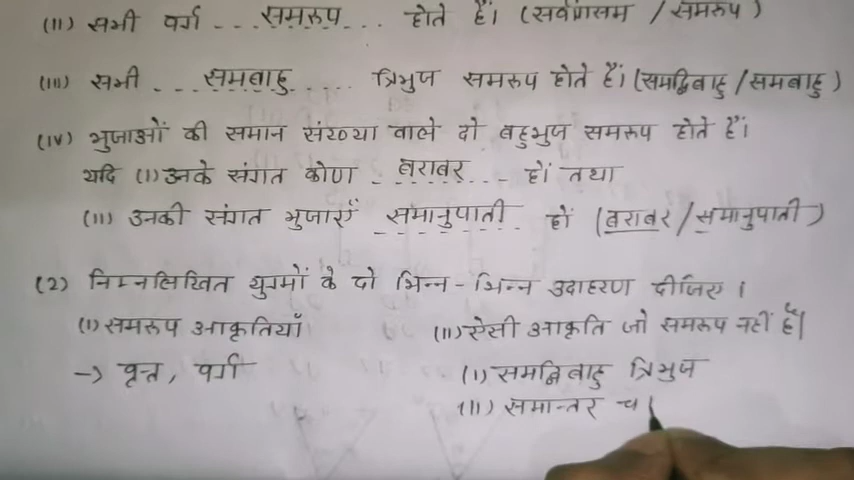 (II) सभी वर्ग समरूप होते हैं। (सर्वांगसम / समरूप)
(III) सभी समबाहु त्रिभुज समरूप होते हैं। (समद्विबाहु / समबाहु)
(IV) भुजाओं की समान संख्या वाले दो बहुभुज समरूप होते हैं।
यदि (I) उनके संगत कोण बराबर हों तथा
(II) उनकी संगत भुजाएँ समानुपाती हों (बराबर / समानुपाती)
(2) निम्नलिखित युग्मों के दो भिन्न - भिन्न उदाहरण दीजिए।
(I) समरूप आकृतियाँ (II) ऐसी आकृति जो समरूप नहीं हैं।
→ वृत्त, वर्ग (I) समद्विबाहु त्रिभुज
(II) समान्तर च